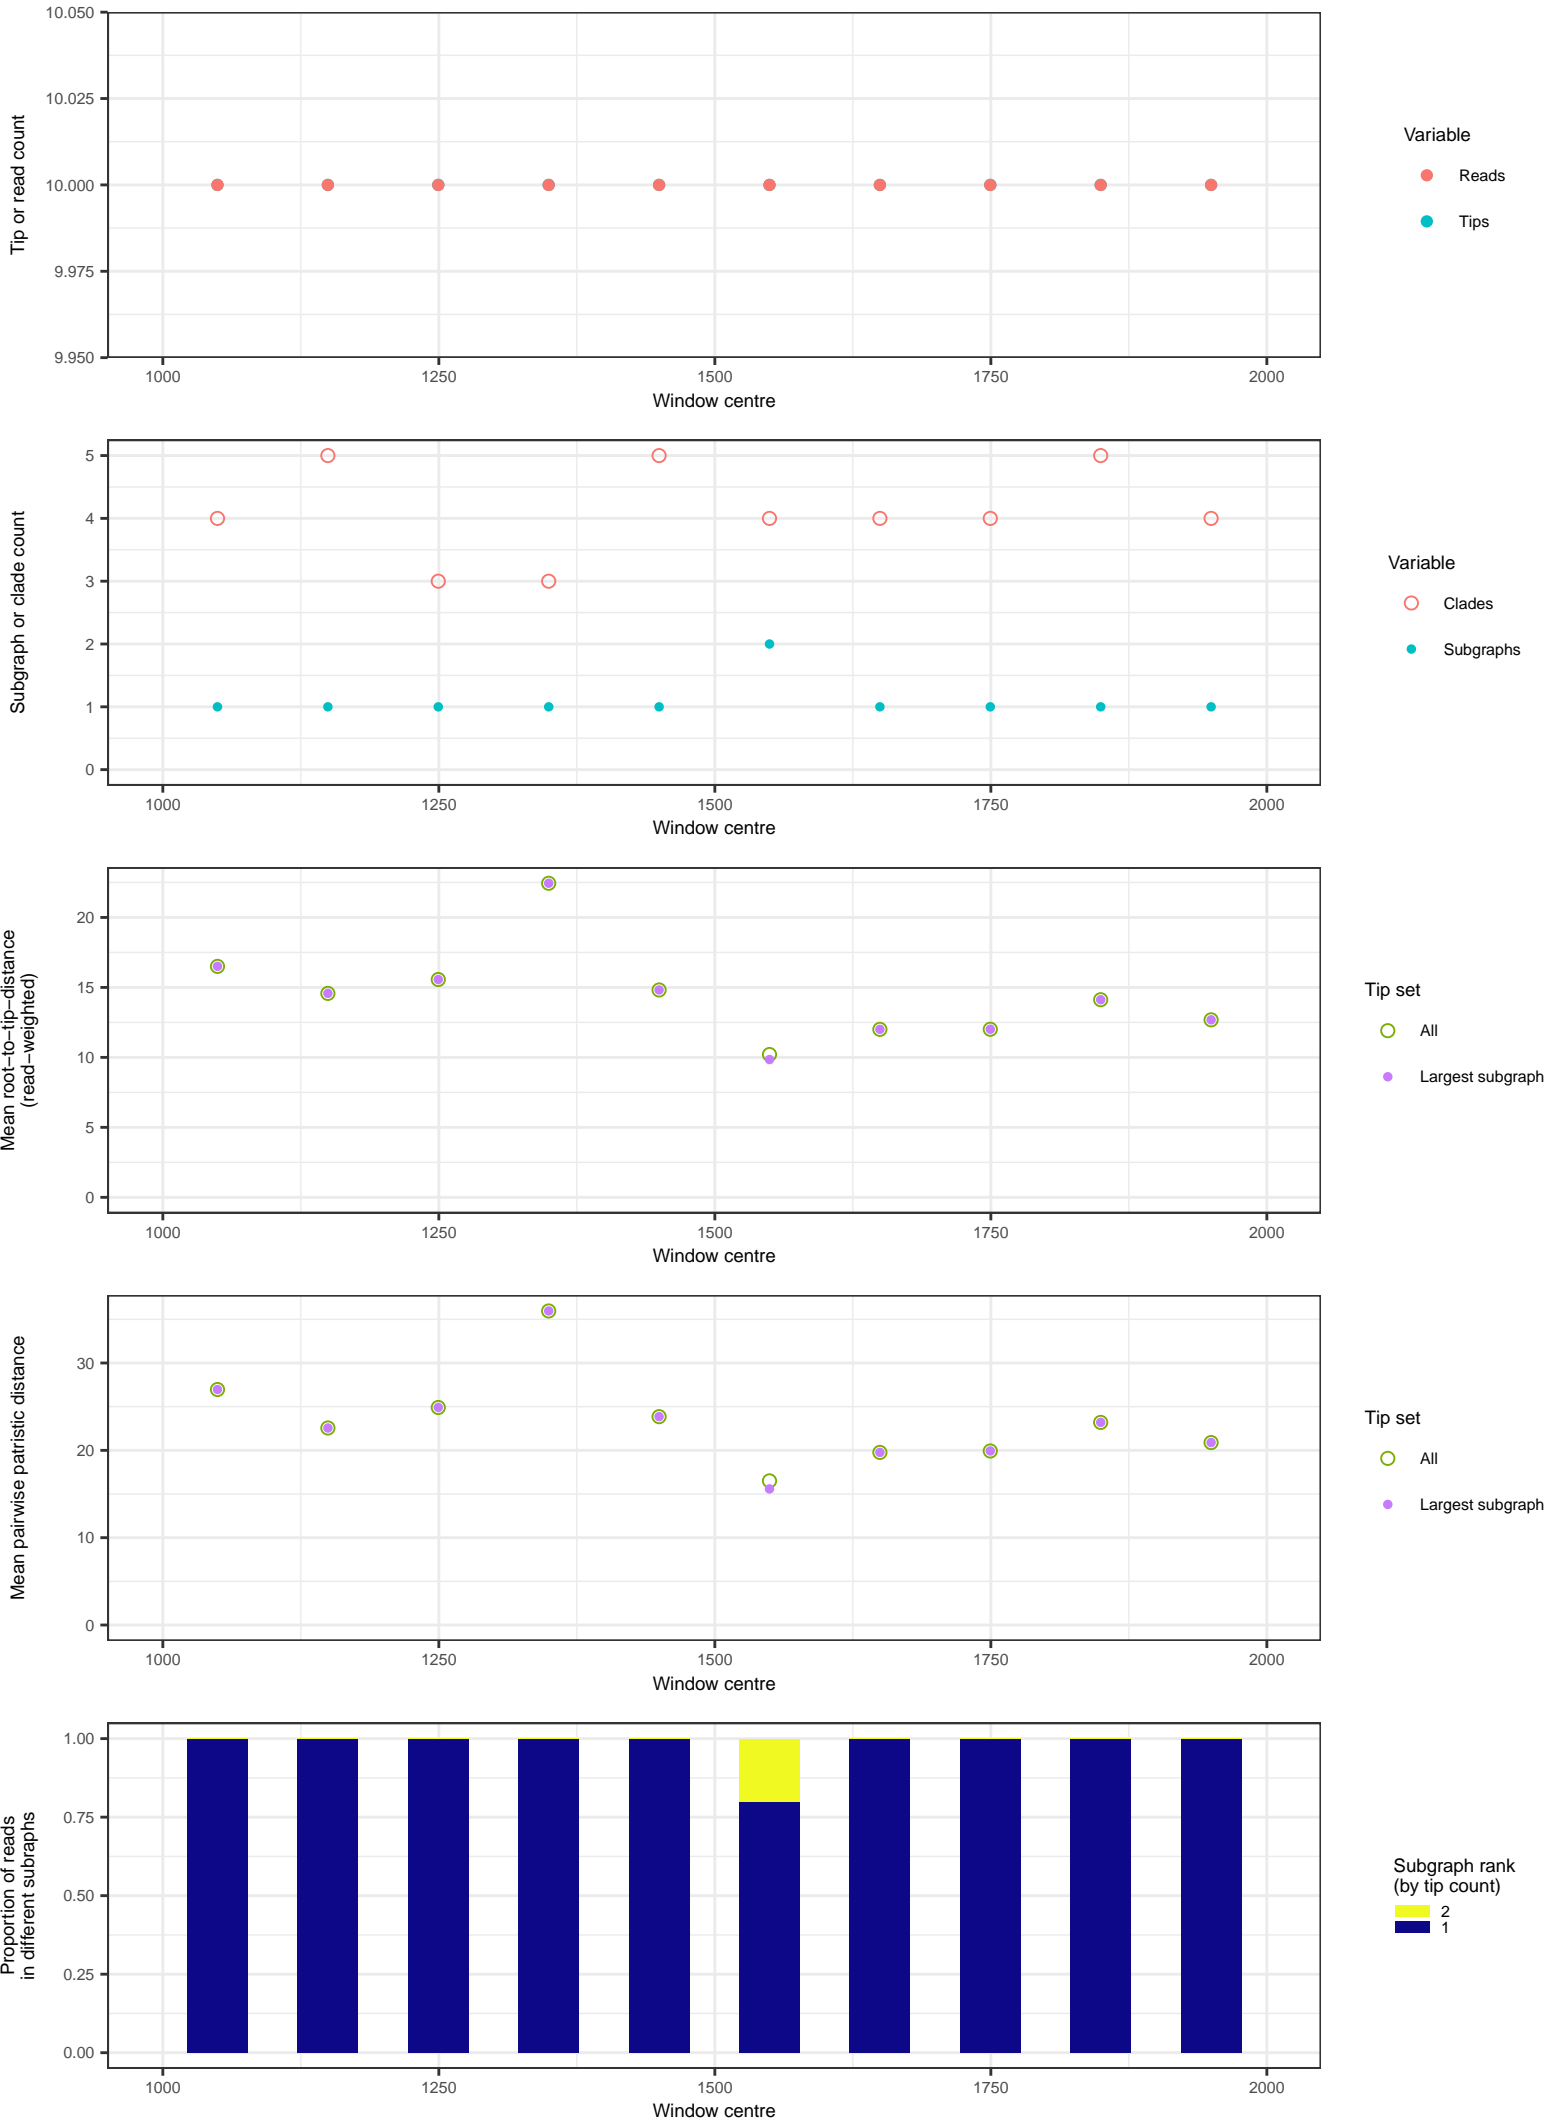 10.050
10.025
10.000
9.975
9.950
Tip or read count
1000 1250 1500 1750 2000
Window centre
Variable
Reads
Tips
5
4
3
2
1
0
Subgraph or clade count
1000 1250 1500 1750 2000
Window centre
Variable
Clades
Subgraphs
20
15
10
5
0
Mean root−to−tip−distance
(read−weighted)
1000 1250 1500 1750 2000
Window centre
Tip set
All
Largest subgraph
30
20
10
0
Mean pairwise patristic distance
1000 1250 1500 1750 2000
Window centre
Tip set
All
Largest subgraph
1.00
0.75
0.50
0.25
0.00
Proportion of reads
in different subraphs
1000 1250 1500 1750 2000
Window centre
Subgraph rank
(by tip count)
2
1